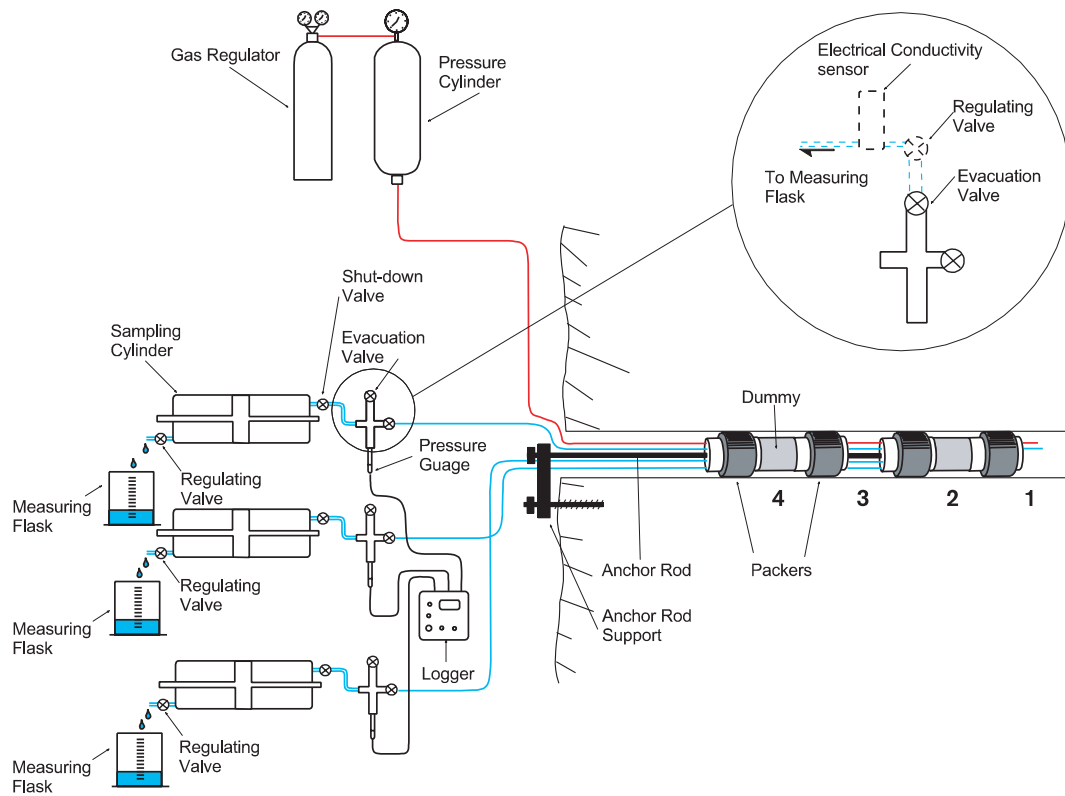 Gas Regulator
Pressure
Cylinder
Electrical Conductivity
sensor
Regulating
Valve
To Measuring
Flask
Evacuation
Valve
Shut-down
Valve
Sampling
Cylinder
Evacuation
Valve
Dummy
Pressure
Guage
Regulating
Valve
Measuring
Flask
4
3
2
1
Anchor Rod
Packers
Regulating
Valve
Measuring
Flask
Anchor Rod
Support
Logger
Regulating
Valve
Measuring
Flask